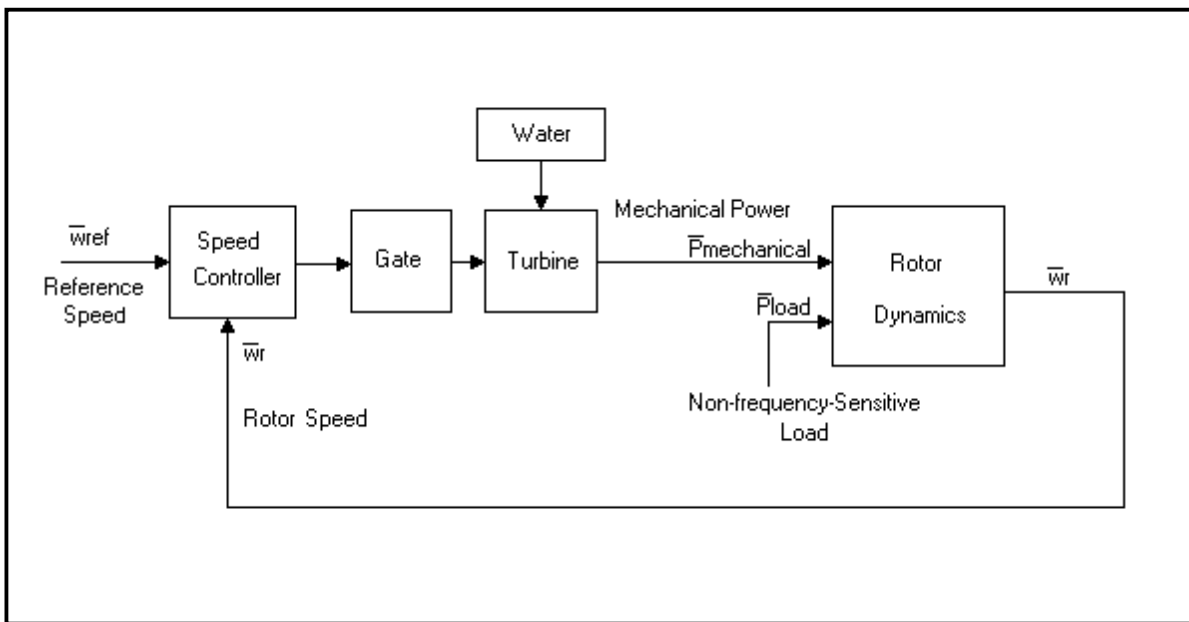 Water
w̅ref
Reference
Speed
Speed
Controller
Gate
Turbine
Mechanical Power
P̅mechanical
P̅load
Non-frequency-Sensitive
Load
Rotor
Dynamics
w̅r
w̅r
Rotor Speed